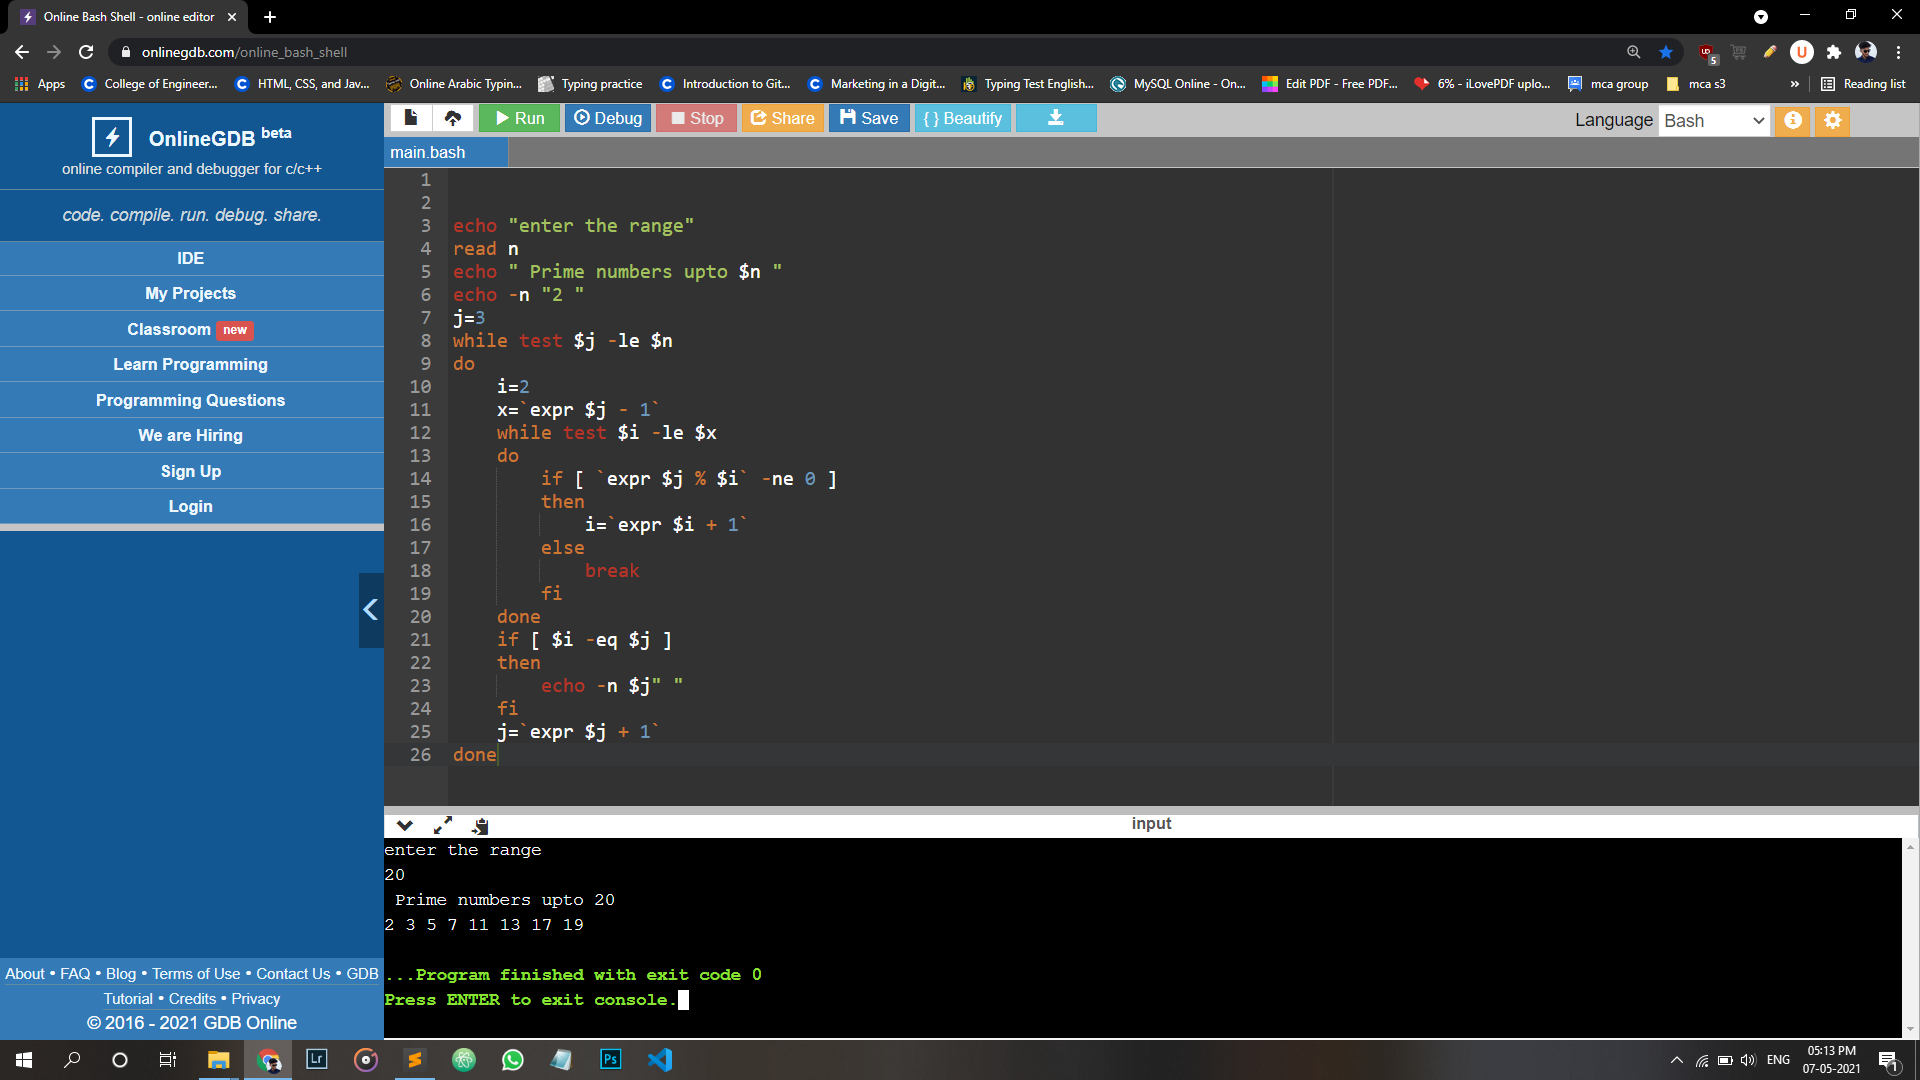 Online Bash Shell - online editor
onlinegdb.com/online_bash_shell
UD 5
U
Apps
College of Engineer...
HTML, CSS, and Jav...
Online Arabic Typin...
Typing practice
Introduction to Git...
Marketing in a Digit...
Typing Test English...
MySQL Online - On...
Edit PDF - Free PDF...
6% - iLovePDF uplo...
mca group
mca s3
»
Reading list
OnlineGDB beta
online compiler and debugger for c/c++
code. compile. run. debug. share.
IDE
My Projects
Classroom new
Learn Programming
Programming Questions
We are Hiring
Sign Up
Login
About • FAQ • Blog • Terms of Use • Contact Us • GDB
Tutorial • Credits • Privacy
© 2016 - 2021 GDB Online
Run
Debug
Stop
Share
Save
{ } Beautify
Language Bash
main.bash
1
2
3 echo "enter the range"
4 read n
5 echo " Prime numbers upto $n "
6 echo -n "2 "
7 j=3
8 while test $j -le $n
9 do
10     i=2
11     x=`expr $j - 1`
12     while test $i -le $x
13     do
14         if [ `expr $j % $i` -ne 0 ]
15         then
16             i=`expr $i + 1`
17         else
18             break
19         fi
20     done
21     if [ $i -eq $j ]
22     then
23         echo -n $j" "
24     fi
25     j=`expr $j + 1`
26 done
input
enter the range
20
 Prime numbers upto 20
2 3 5 7 11 13 17 19
...Program finished with exit code 0
Press ENTER to exit console.
Lr
Ps
ENG
05:13 PM
07-05-2021
1